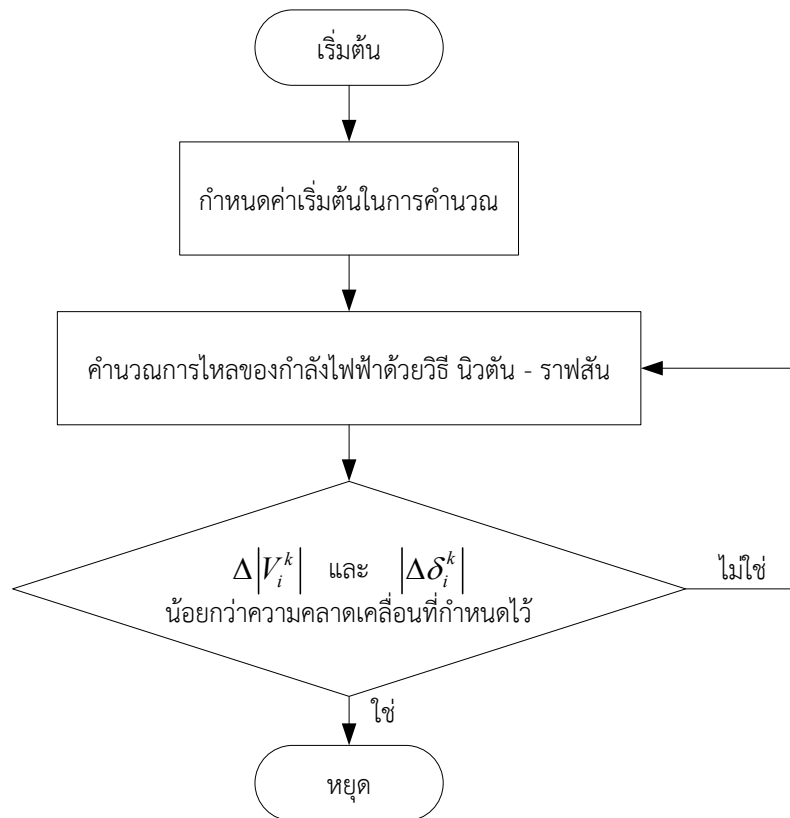 เริ่มต้น
กำหนดค่าเริ่มต้นในการคำนวณ
คำนวณการไหลของกำลังไฟฟ้าด้วยวิธี นิวตัน - ราฟสัน
Δ|V_i^k| และ |Δδ_i^k|
น้อยกว่าความคลาดเคลื่อนที่กำหนดไว้
ไม่ใช่
ใช่
หยุด